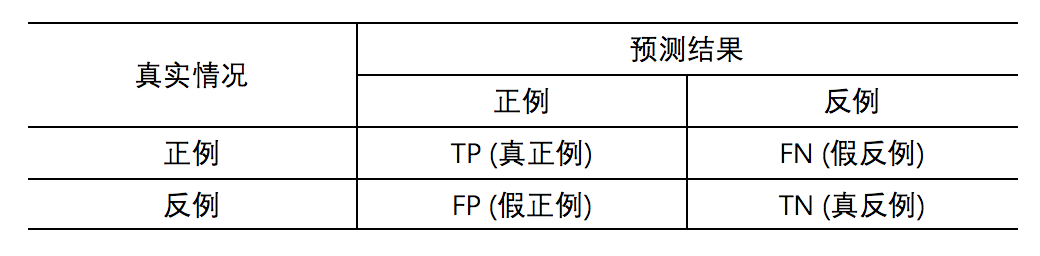 真实情况
预测结果
正例 反例
正例 TP (真正例) FN (假反例)
反例 FP (假正例) TN (真反例)